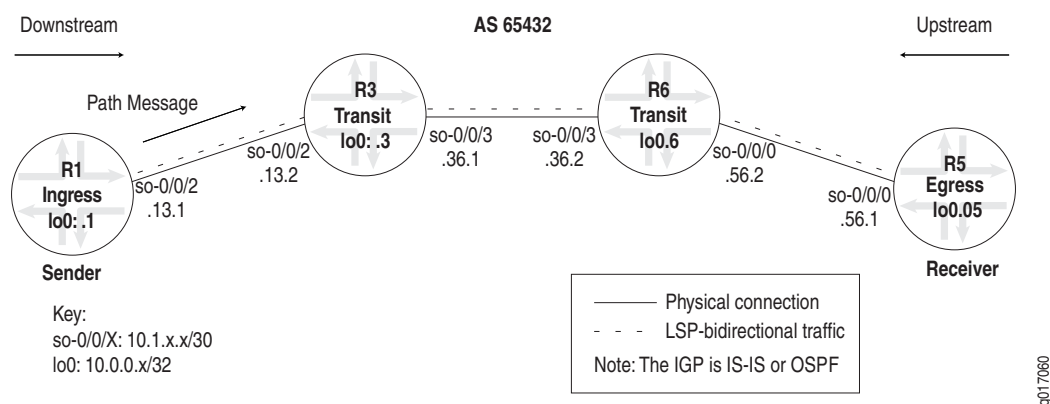 Downstream
AS 65432
Upstream
Path Message
R3
Transit
lo0: .3
R6
Transit
lo0.6
R1
Ingress
lo0: .1
R5
Egress
lo0.05
so-0/0/2
.13.1
so-0/0/2
.13.2
so-0/0/3
.36.1
so-0/0/3
.36.2
so-0/0/0
.56.2
so-0/0/0
.56.1
Sender
Receiver
Key:
so-0/0/X: 10.1.x.x/30
lo0: 10.0.0.x/32
Physical connection
LSP-bidirectional traffic
Note: The IGP is IS-IS or OSPF
g017060